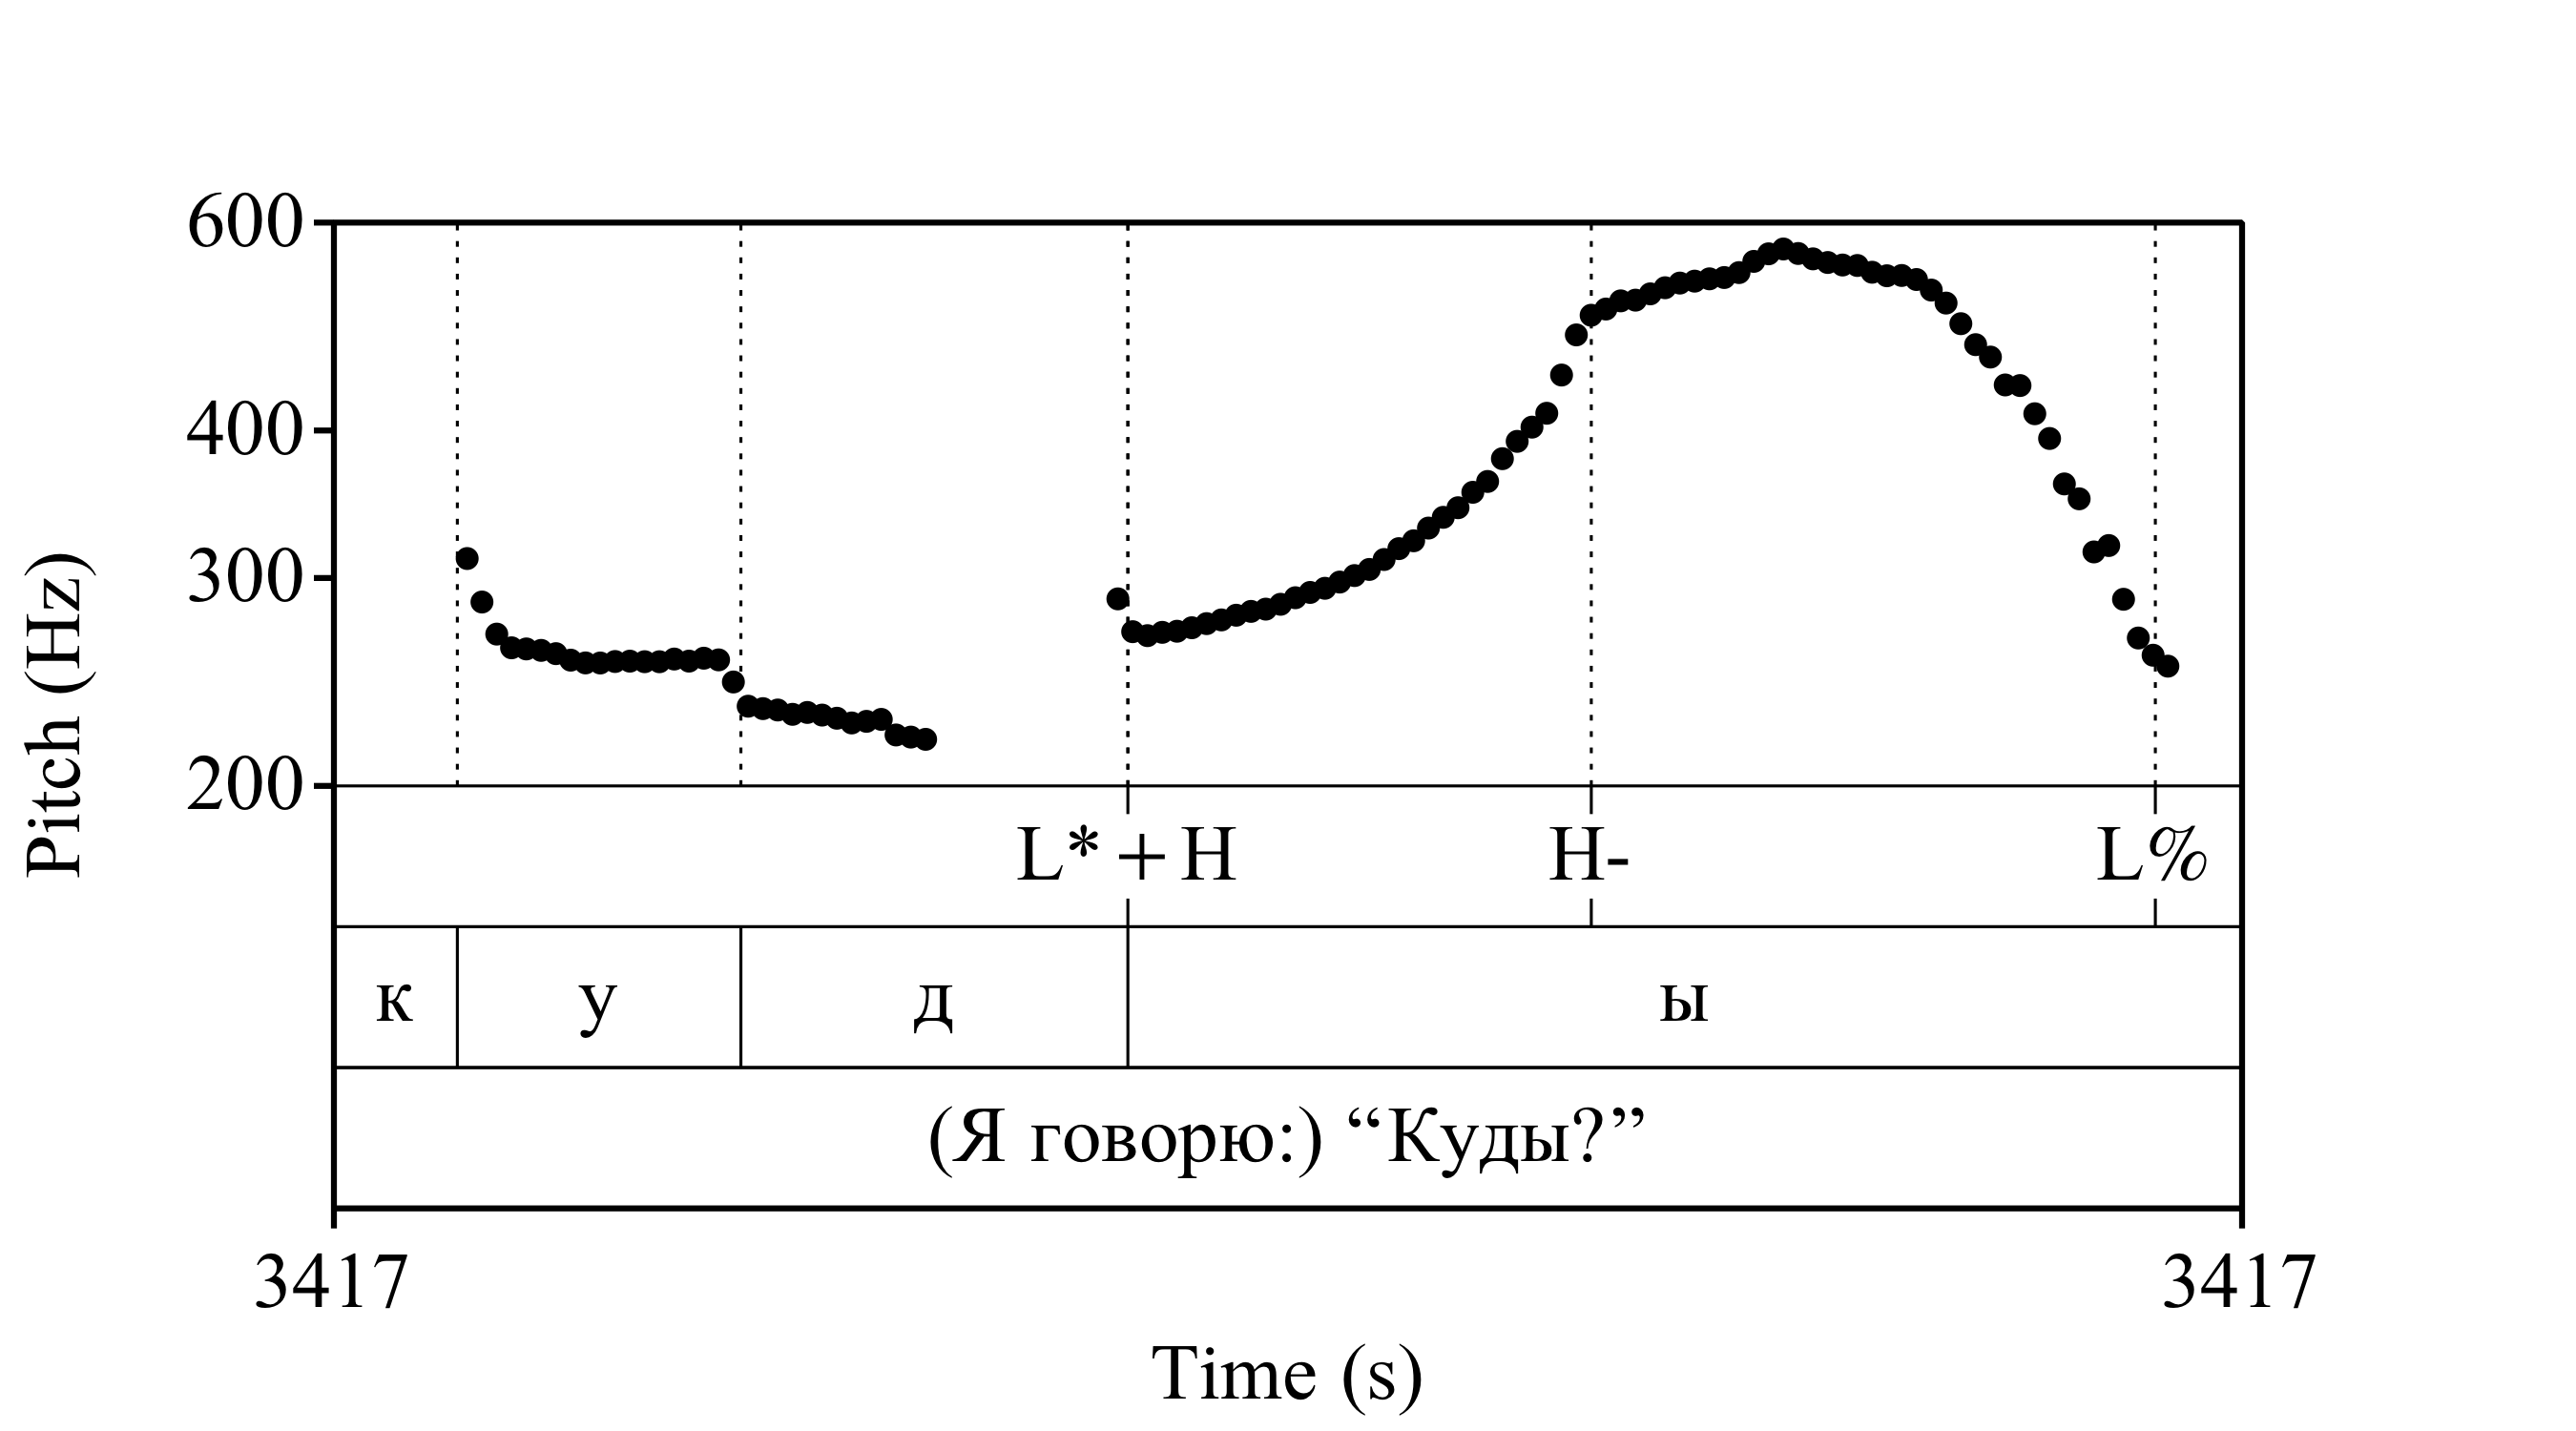 600
400
300
200
Pitch (Hz)
L*+H H- L%
к у д ы
(Я говорю:) “Куды?”
3417 3417
Time (s)